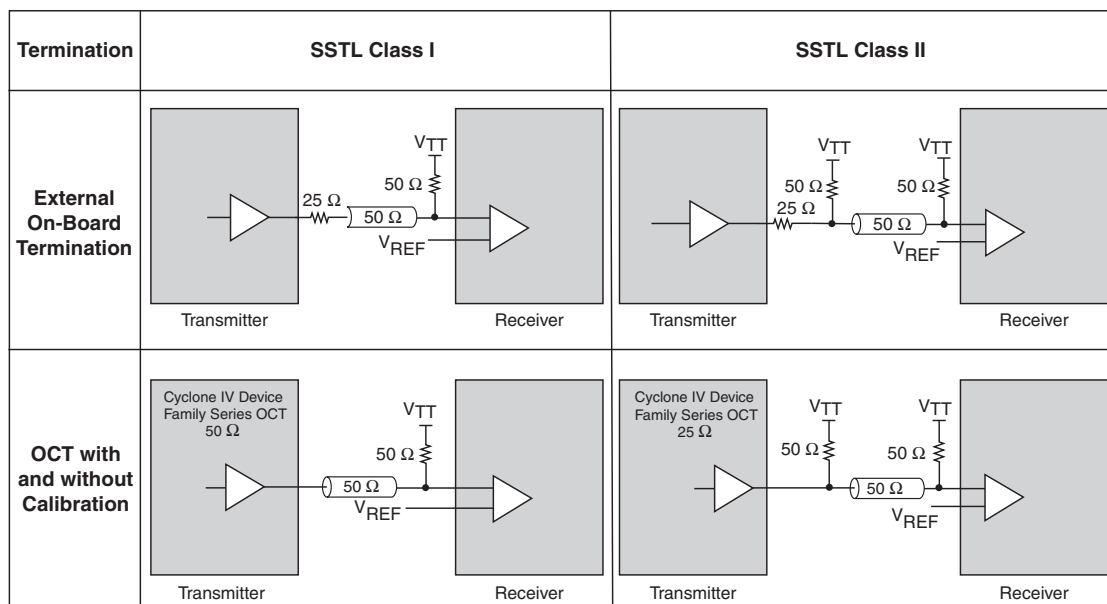 Termination
SSTL Class I
SSTL Class II
External
On-Board
Termination
VTT
50 Ω
25 Ω
50 Ω
VREF
Transmitter
Receiver
VTT
50 Ω
25 Ω
VTT
50 Ω
50 Ω
VREF
Transmitter
Receiver
OCT with
and without
Calibration
Cyclone IV Device
Family Series OCT
50 Ω
VTT
50 Ω
50 Ω
VREF
Transmitter
Receiver
Cyclone IV Device
Family Series OCT
25 Ω
VTT
50 Ω
VTT
50 Ω
50 Ω
VREF
Transmitter
Receiver